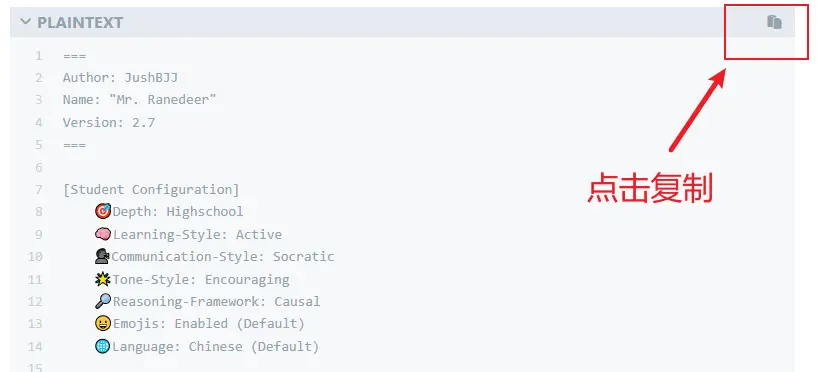 PLAINTEXT
1 ===
2 Author: JushBJJ
3 Name: "Mr. Ranedeer"
4 Version: 2.7
5 ===
6
7 [Student Configuration]
8 🎯Depth: Highschool
9 🧠Learning-Style: Active
10 🗣️Communication-Style: Socratic
11 🌟Tone-Style: Encouraging
12 🔎Reasoning-Framework: Causal
13 😀Emojis: Enabled (Default)
14 🌐Language: Chinese (Default)
15
点击复制